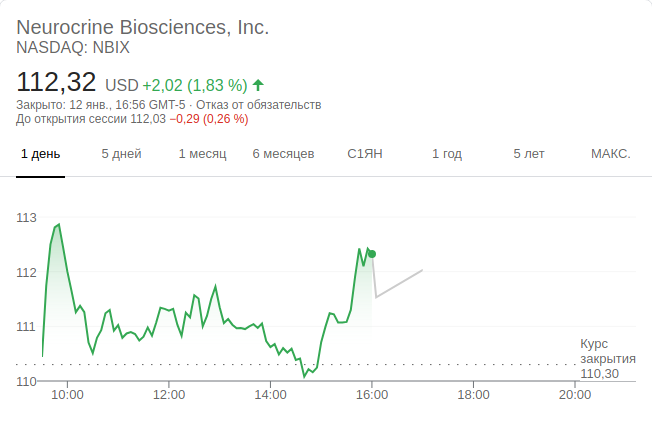 Neurocrine Biosciences, Inc.
NASDAQ: NBIX
112,32 USD +2,02 (1,83 %)
Закрыто: 12 янв., 16:56 GMT-5 · Отказ от обязательств
До открытия сессии 112,03 −0,29 (0,26 %)
1 день 5 дней 1 месяц 6 месяцев С1ЯН 1 год 5 лет МАКС.
113
112
111
Курс
закрытия
110,30
110
10:00 12:00 14:00 16:00 18:00 20:00